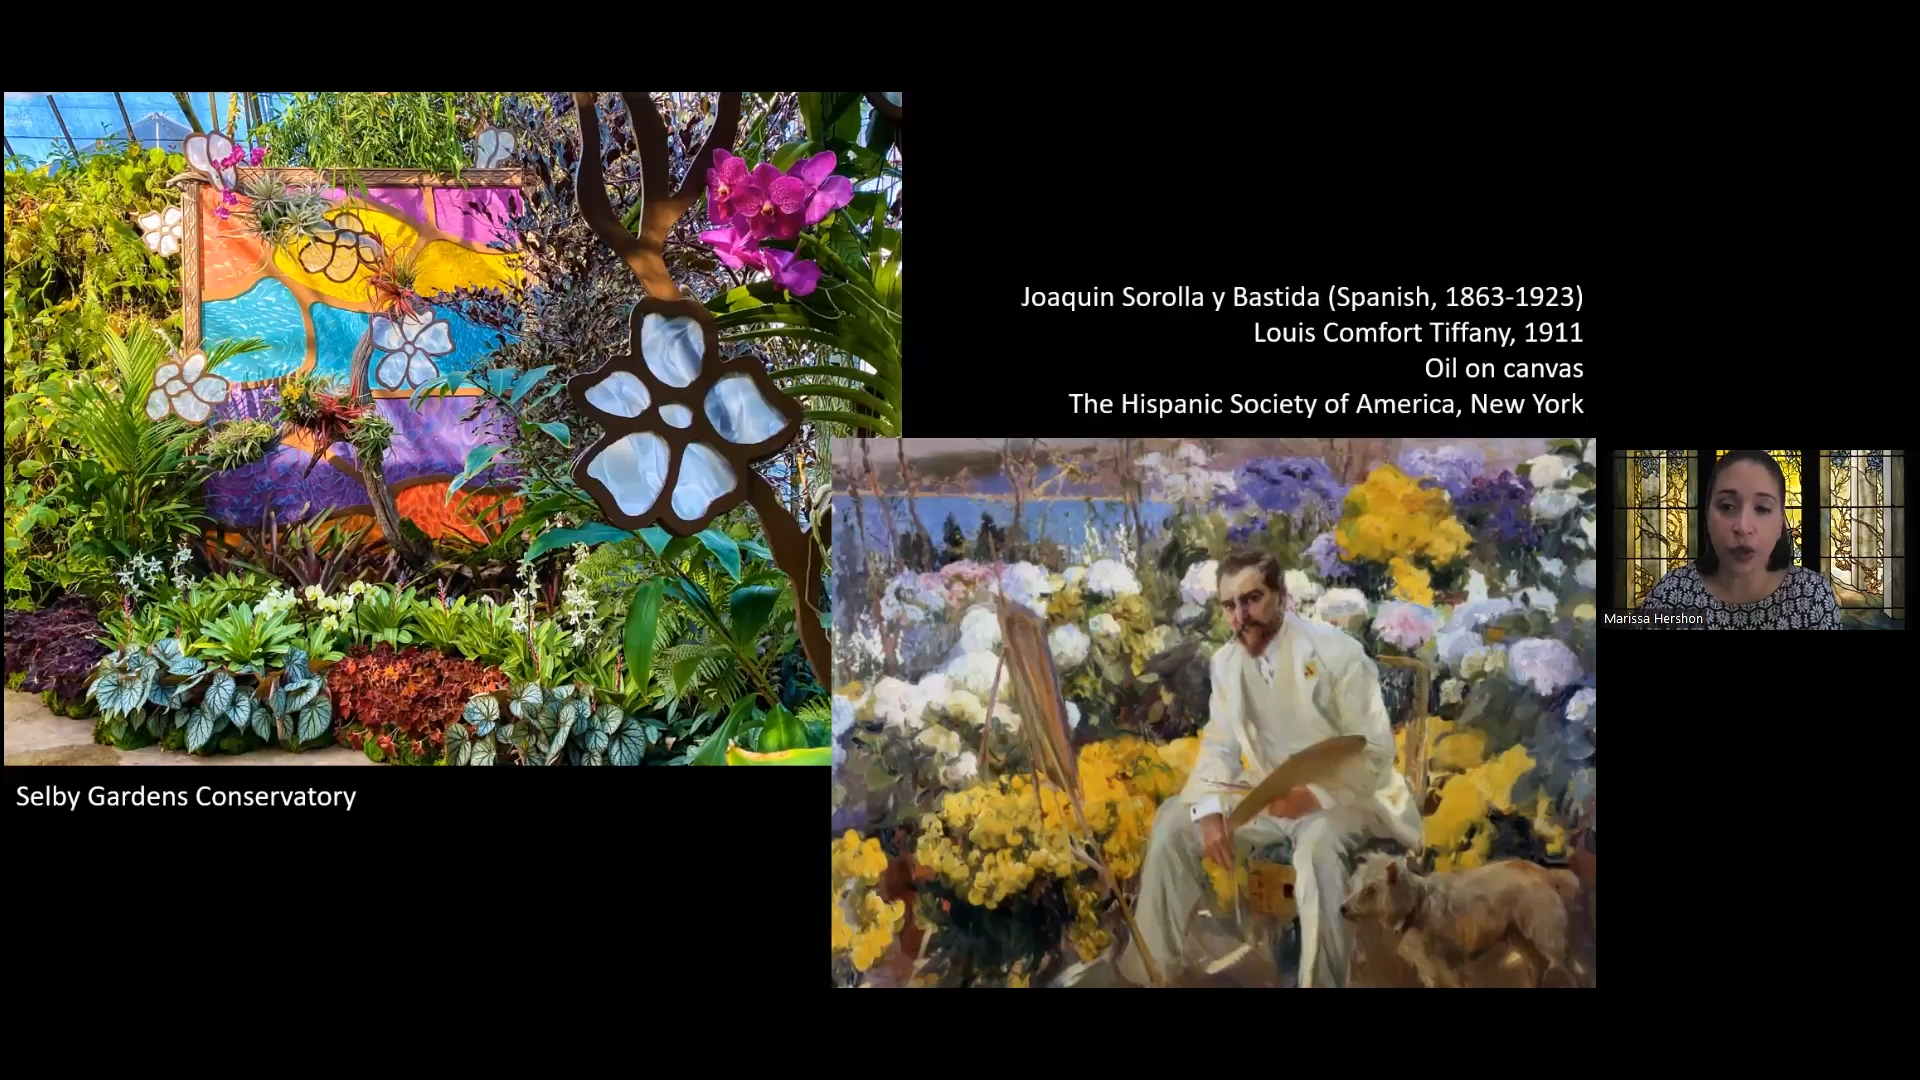 Joaquin Sorolla y Bastida (Spanish, 1863-1923)
Louis Comfort Tiffany, 1911
Oil on canvas
The Hispanic Society of America, New York
Marissa Hershon
Selby Gardens Conservatory